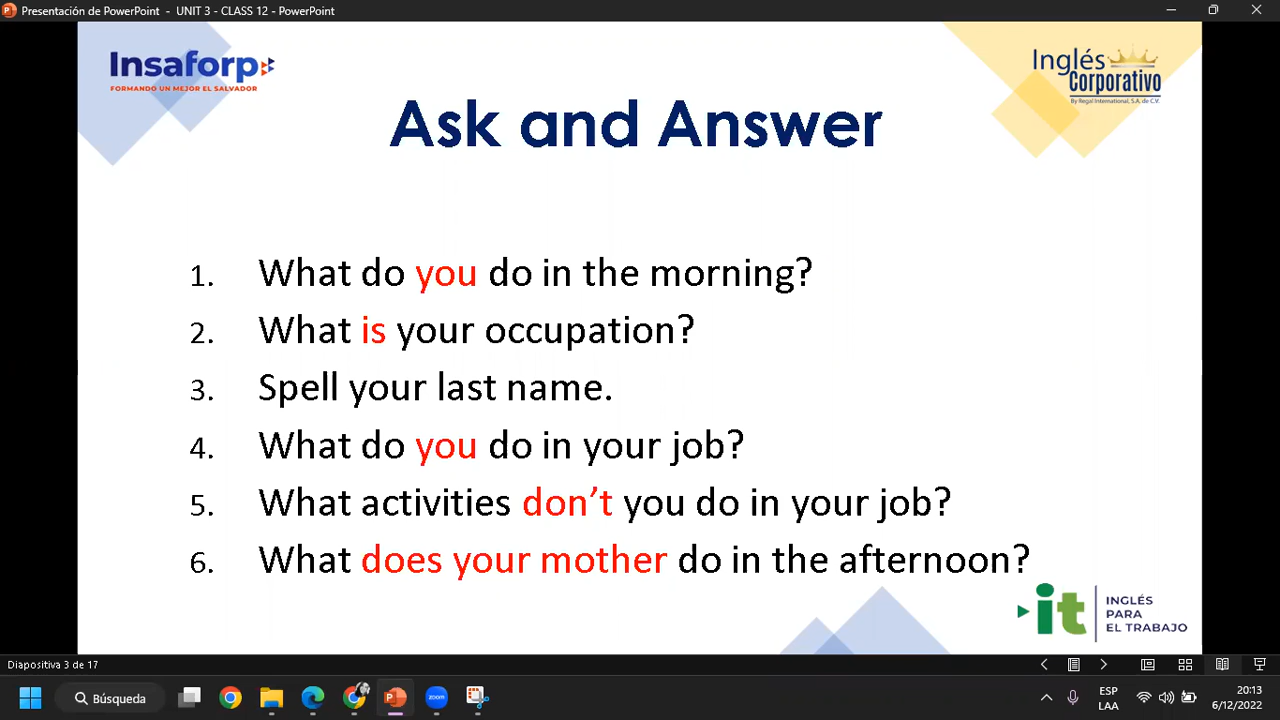 Presentación de PowerPoint - UNIT 3 - CLASS 12 - PowerPoint
Insaforp
FORMANDO UN MEJOR EL SALVADOR
Inglés
Corporativo
By Regal International, S.A. de C.V.
Ask and Answer
1. What do you do in the morning?
2. What is your occupation?
3. Spell your last name.
4. What do you do in your job?
5. What activities don’t you do in your job?
6. What does your mother do in the afternoon?
it
INGLÉS
PARA
EL TRABAJO
Diapositiva 3 de 17
Búsqueda
zoom
ESP
LAA
20:13
6/12/2022